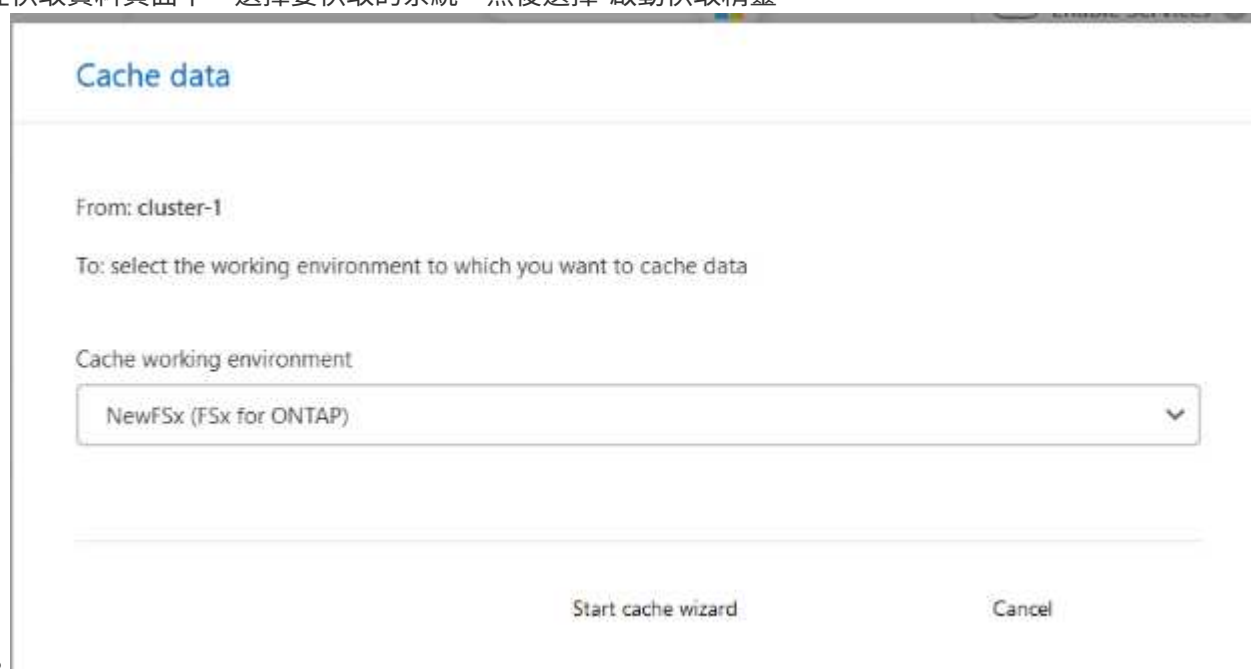 Cache data
From: cluster-1
To: select the working environment to which you want to cache data
Cache working environment
NewFSx (FSx for ONTAP)
Start cache wizard
Cancel